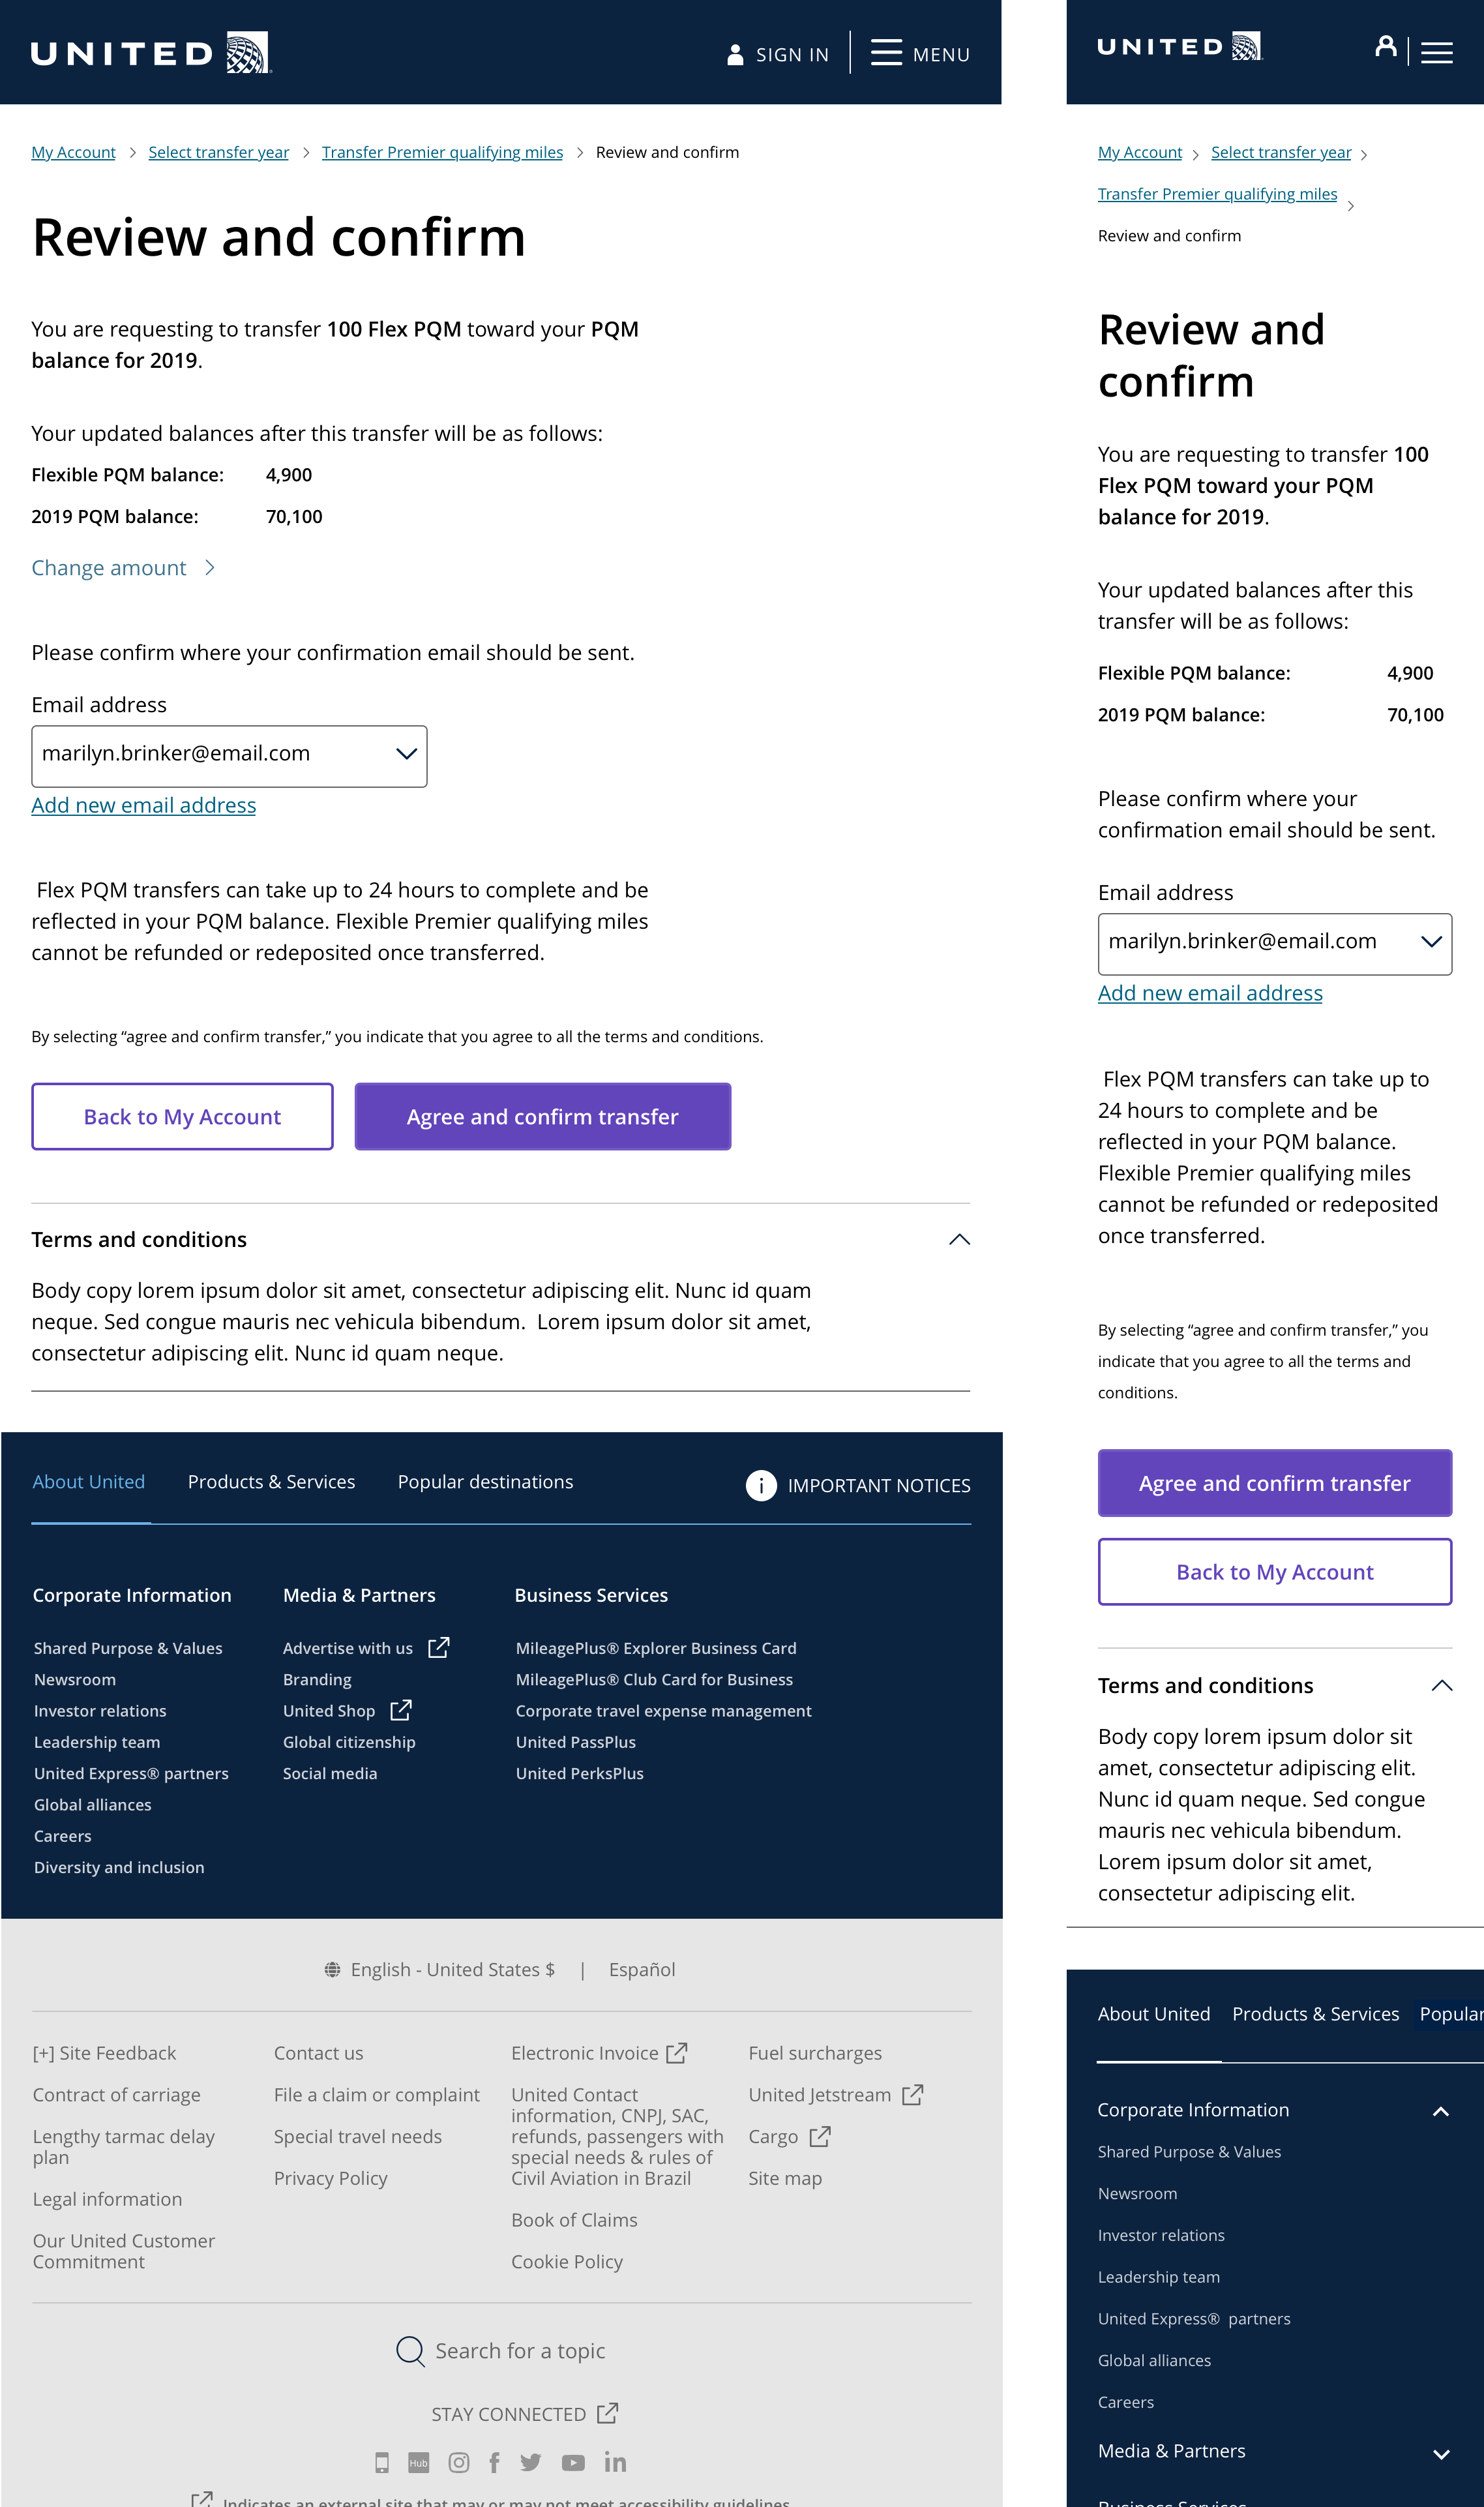 UNITED
SIGN IN
MENU
My Account > Select transfer year > Transfer Premier qualifying miles > Review and confirm
Review and confirm
You are requesting to transfer 100 Flex PQM toward your PQM
balance for 2019.
Your updated balances after this transfer will be as follows:
Flexible PQM balance: 4,900
2019 PQM balance: 70,100
Change amount >
Please confirm where your confirmation email should be sent.
Email address
marilyn.brinker@email.com
Add new email address
Flex PQM transfers can take up to 24 hours to complete and be
reflected in your PQM balance. Flexible Premier qualifying miles
cannot be refunded or redeposited once transferred.
By selecting “agree and confirm transfer,” you indicate that you agree to all the terms and conditions.
Back to My Account
Agree and confirm transfer
Terms and conditions
Body copy lorem ipsum dolor sit amet, consectetur adipiscing elit. Nunc id quam
neque. Sed congue mauris nec vehicula bibendum. Lorem ipsum dolor sit amet,
consectetur adipiscing elit. Nunc id quam neque.
About United
Products & Services
Popular destinations
IMPORTANT NOTICES
Corporate Information
Shared Purpose & Values
Newsroom
Investor relations
Leadership team
United Express® partners
Global alliances
Careers
Diversity and inclusion
Media & Partners
Advertise with us
Branding
United Shop
Global citizenship
Social media
Business Services
MileagePlus® Explorer Business Card
MileagePlus® Club Card for Business
Corporate travel expense management
United PassPlus
United PerksPlus
English - United States $ | Español
[+] Site Feedback
Contract of carriage
Lengthy tarmac delay
plan
Legal information
Our United Customer
Commitment
Contact us
File a claim or complaint
Special travel needs
Privacy Policy
Electronic Invoice
United Contact
information, CNPJ, SAC,
refunds, passengers with
special needs & rules of
Civil Aviation in Brazil
Book of Claims
Cookie Policy
Fuel surcharges
United Jetstream
Cargo
Site map
Search for a topic
STAY CONNECTED
Hub
Indicates an external site that may or may not meet accessibility guidelines
UNITED
My Account > Select transfer year >
Transfer Premier qualifying miles >
Review and confirm
Review and
confirm
You are requesting to transfer 100
Flex PQM toward your PQM
balance for 2019.
Your updated balances after this
transfer will be as follows:
Flexible PQM balance: 4,900
2019 PQM balance: 70,100
Please confirm where your
confirmation email should be sent.
Email address
marilyn.brinker@email.com
Add new email address
Flex PQM transfers can take up to
24 hours to complete and be
reflected in your PQM balance.
Flexible Premier qualifying miles
cannot be refunded or redeposited
once transferred.
By selecting “agree and confirm transfer,” you
indicate that you agree to all the terms and
conditions.
Agree and confirm transfer
Back to My Account
Terms and conditions
Body copy lorem ipsum dolor sit
amet, consectetur adipiscing elit.
Nunc id quam neque. Sed congue
mauris nec vehicula bibendum.
Lorem ipsum dolor sit amet,
consectetur adipiscing elit.
About United
Products & Services
Popular
Corporate Information
Shared Purpose & Values
Newsroom
Investor relations
Leadership team
United Express® partners
Global alliances
Careers
Media & Partners
Business Services